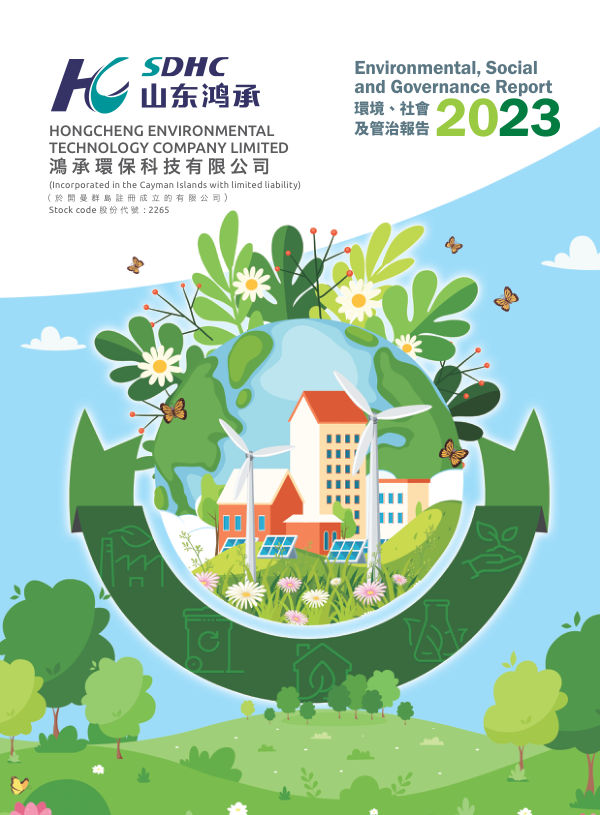 SDHC
山东鸿承
HONGCHENG ENVIRONMENTAL
TECHNOLOGY COMPANY LIMITED
鴻承環保科技有限公司
(Incorporated in the Cayman Islands with limited liability)
(於開曼群島註冊成立的有限公司)
Stock code 股份代號 : 2265
Environmental, Social
and Governance Report
環境、社會
及管治報告 2023